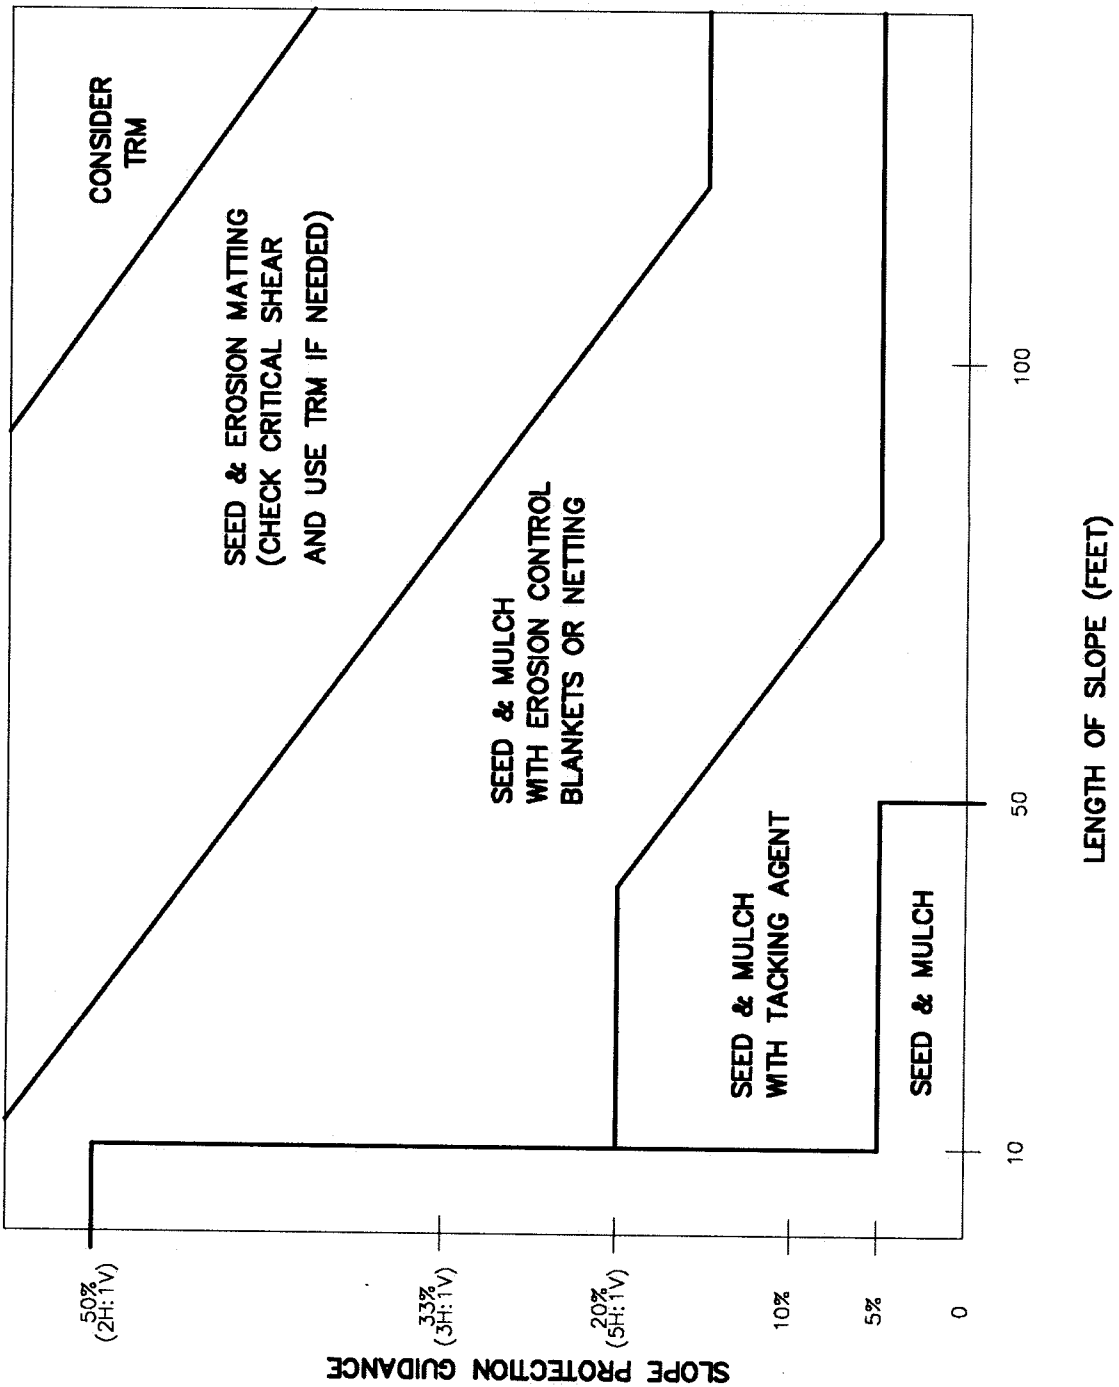 CONSIDER
TRM
SEED & EROSION MATTING
(CHECK CRITICAL SHEAR
AND USE TRM IF NEEDED)
SEED & MULCH
WITH EROSION CONTROL
BLANKETS OR NETTING
SEED & MULCH
WITH TACKING AGENT
SEED & MULCH
50%
(2H:1V)
33%
(3H:1V)
20%
(5H:1V)
10%
5%
0
10
50
100
SLOPE PROTECTION GUIDANCE
LENGTH OF SLOPE (FEET)